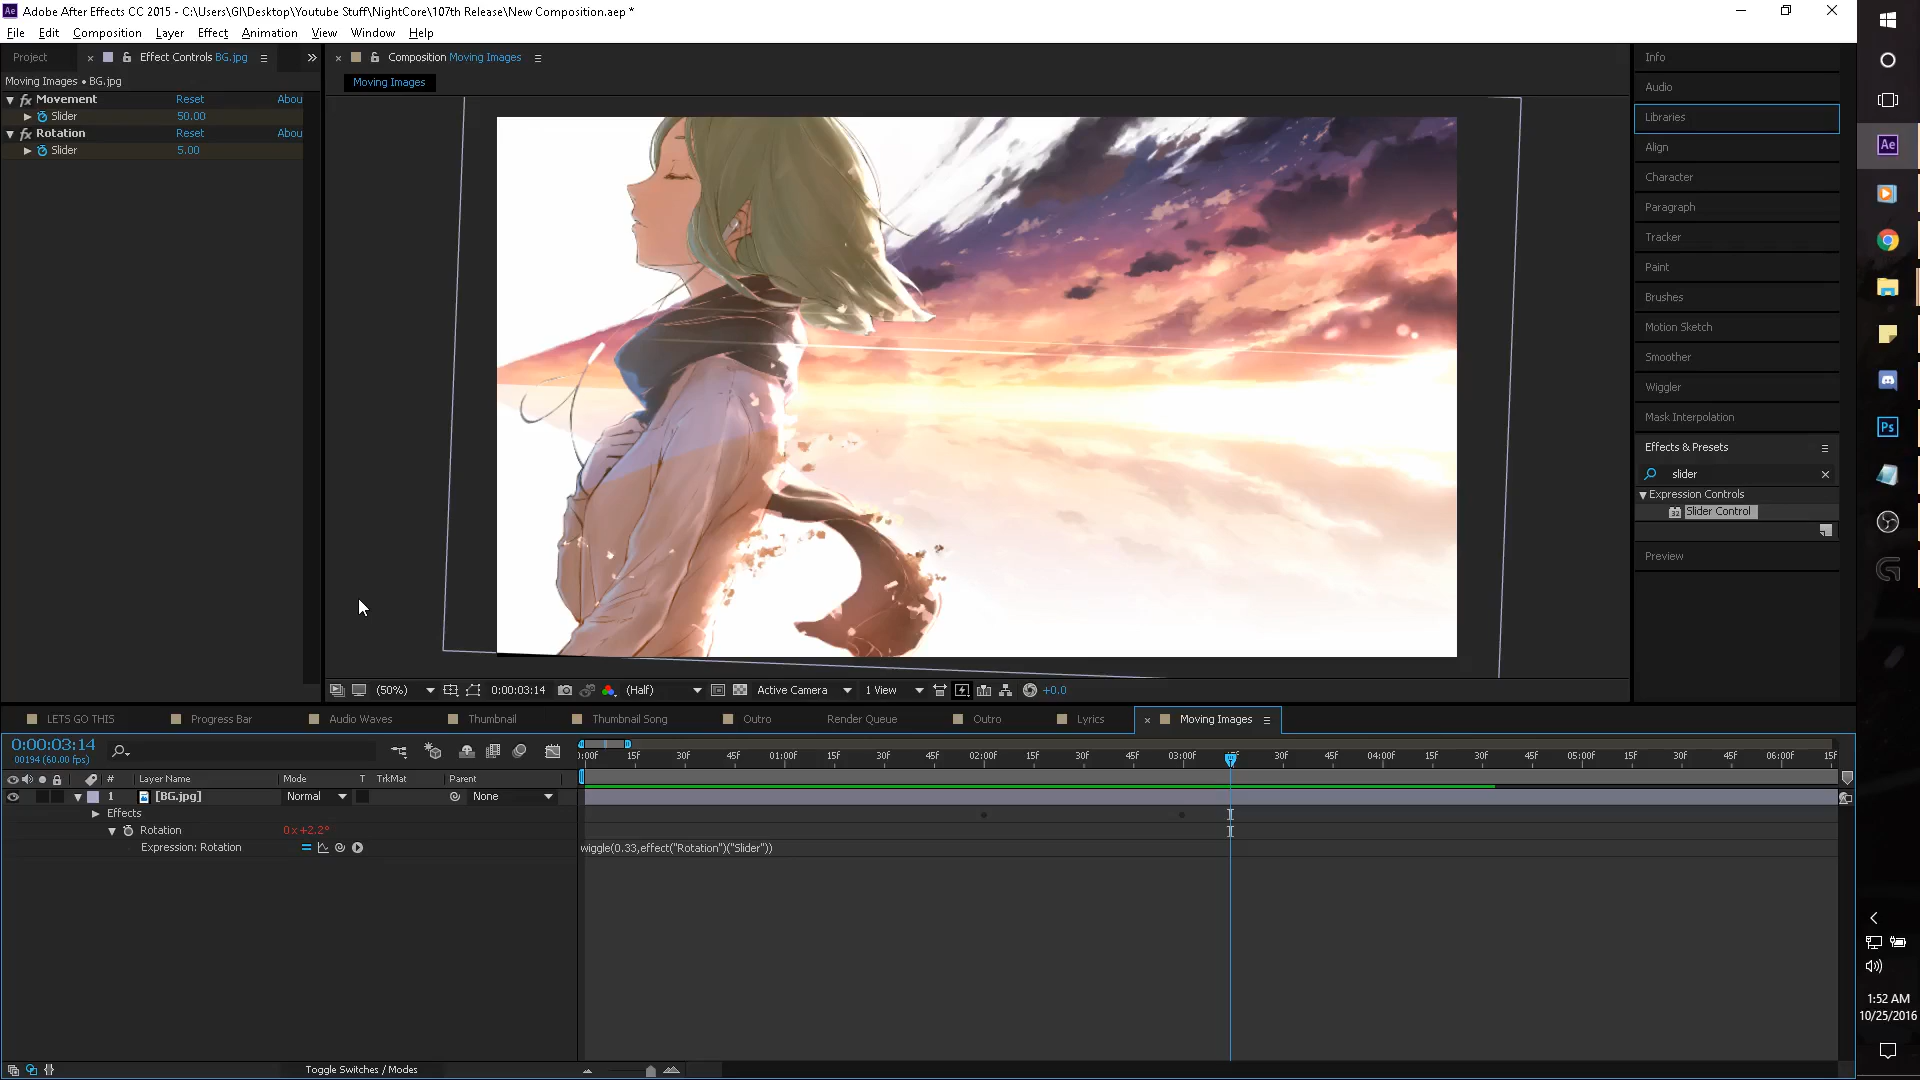 Ae Adobe After Effects CC 2015 - C:\Users\GI\Desktop\Youtube Stuff\NightCore\107th Release\New Composition.aep *
File Edit Composition Layer Effect Animation View Window Help
Project × Effect Controls BG.jpg
× Composition Moving Images
Moving Images • BG.jpg
Moving Images
fx Movement Reset Abou
Slider 50.00
fx Rotation Reset Abou
Slider 5.00
Info
Audio
Libraries
Align
Character
Paragraph
Tracker
Paint
Brushes
Motion Sketch
Smoother
Wiggler
Mask Interpolation
Effects & Presets
slider
Expression Controls
32 Slider Control
Preview
Ae
Ps
(50%) 0:00:03:14 (Half) Active Camera 1 View +0.0
LETS GO THIS Progress Bar Audio Waves Thumbnail Thumbnail Song Outro Render Queue Outro Lyrics × Moving Images
0:00:03:14
00194 (60.00 fps)
):00F 15F 30F 45F 01:00F 15F 30F 45F 02:00F 15F 30F 45F 03:00F 15F 30F 45F 04:00F 15F 30F 45F 05:00F 15F 30F 45F 06:00F 15F
# Layer Name Mode T TrkMat Parent
1 [BG.jpg] Normal None
Effects
Rotation 0x+2.2°
Expression: Rotation wiggle(0.33,effect("Rotation")("Slider"))
Toggle Switches / Modes
1:52 AM
10/25/2016